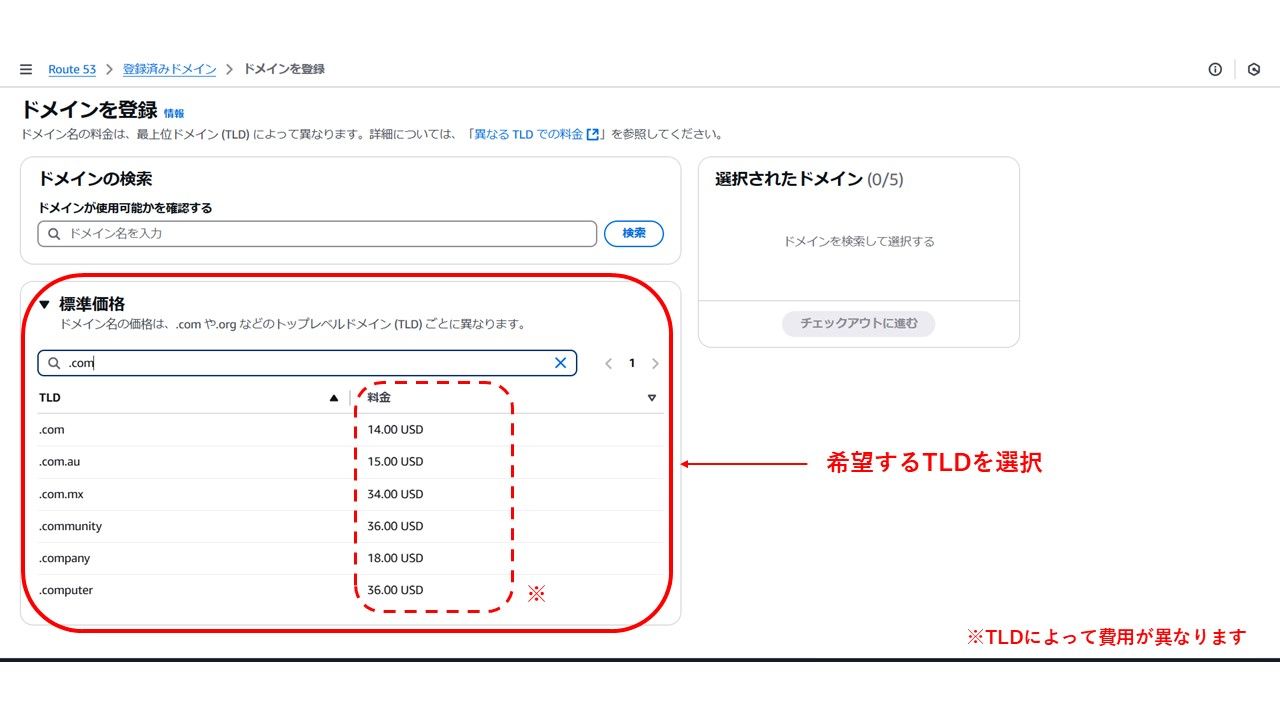 Route 53 > 登録済みドメイン > ドメインを登録
ドメインを登録 情報
ドメイン名の料金は、最上位ドメイン (TLD) によって異なります。詳細については、「異なる TLD での料金」を参照してください。
ドメインの検索
ドメインが使用可能かを確認する
ドメイン名を入力
検索
選択されたドメイン (0/5)
ドメインを検索して選択する
チェックアウトに進む
標準価格
ドメイン名の価格は、.com や.org などのトップレベルドメイン (TLD) ごとに異なります。
.com
1
TLD 料金
.com 14.00 USD
.com.au 15.00 USD
.com.mx 34.00 USD
.community 36.00 USD
.company 18.00 USD
.computer 36.00 USD
※
希望するTLDを選択
※TLDによって費用が異なります